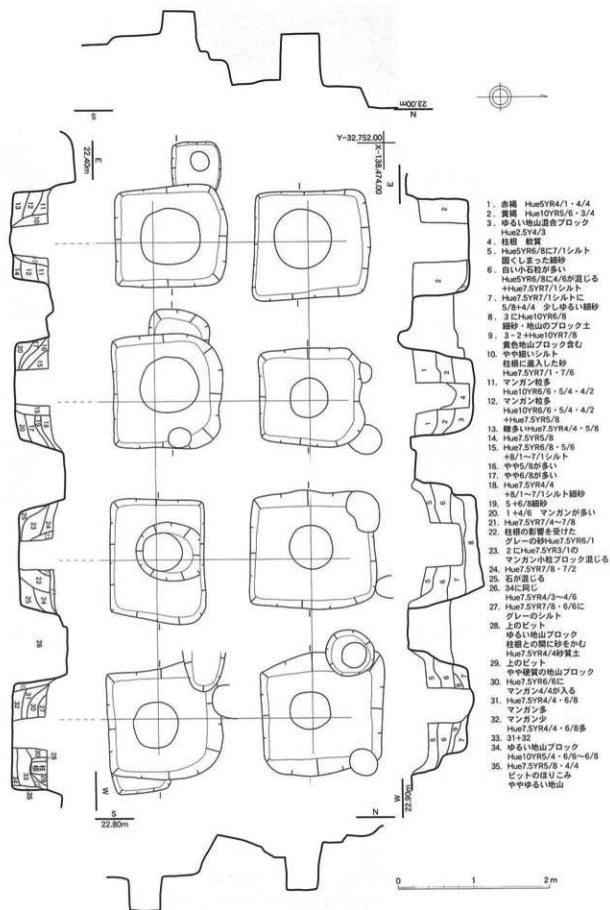 N
23.00m
S
E
22.40m
Y-32.752.00
X-138.474.00
E
1. 赤褐 Hue5YR4/1・4/4
2. 黄褐 Hue10YR5/6・3/4
3. ゆるい地山混合ブロック
Hue2.5Y4/3
4. 柱根 軟質
5. Hue5YR6/8に7/1シルト
固くしまった細砂
6. 白い小石粒が多い
Hue5YR6/8に4/6が混じる
+Hue7.5YR7/1シルト
7. Hue7.5YR7/1シルトに
5/8+4/4 少しゆるい細砂
8. 3にHue10YR6/8
細砂・地山のブロック土
9. 3-2+Hue10YR7/8
黄色地山ブロック含む
10. やや細いシルト
柱根に進入した砂
Hue7.5YR7/1・7/6
11. マンガン粒多
Hue10YR6/6・5/4・4/2
12. マンガン粒多
Hue10YR6/6・5/4・4/2
+Hue7.5YR5/8
13. 礫多いHue7.5YR4/4・5/8
14. Hue7.5YR5/8
15. Hue7.5YR6/8・5/6
+8/1〜7/1シルト
16. やや5/8が多い
17. やや6/8が多い
18. Hue7.5YR4/4
+8/1〜7/1シルト細砂
19. 5+6/8細砂
20. 1+4/6 マンガンが多い
21. Hue7.5YR7/4〜7/8
22. 柱根の影響を受けた
グレーの砂Hue7.5YR6/1
23. 2にHue7.5YR3/1の
マンガン小粒ブロック混じる
24. Hue7.5YR7/8・7/2
25. 石が混じる
26. 34に同じ
Hue7.5YR4/3〜4/6
27. Hue7.5YR7/8・6/6に
グレーのシルト
28. 上のピット
ゆるい地山ブロック
柱根との間に砂をかむ
Hue7.5YR4/4砂質土
29. 上のピット
やや硬質の地山ブロック
30. Hue7.5YR6/6に
マンガン4/4が入る
31. Hue7.5YR4/4・6/8
マンガン多
32. マンガン少
Hue7.5YR4/4・6/8多
33. 31+32
34. ゆるい地山ブロック
Hue10YR5/4・6/6〜6/8
35. Hue7.5YR5/8・4/4
ピットのほりこみ
ややゆるい地山
W
S
22.80m
N
W
22.90m
0 1 2 m